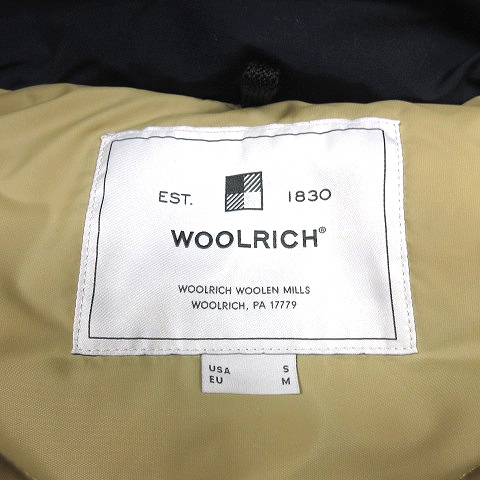 EST. 1830
WOOLRICH®
WOOLRICH WOOLEN MILLS
WOOLRICH, PA 17779
USA S
EU M